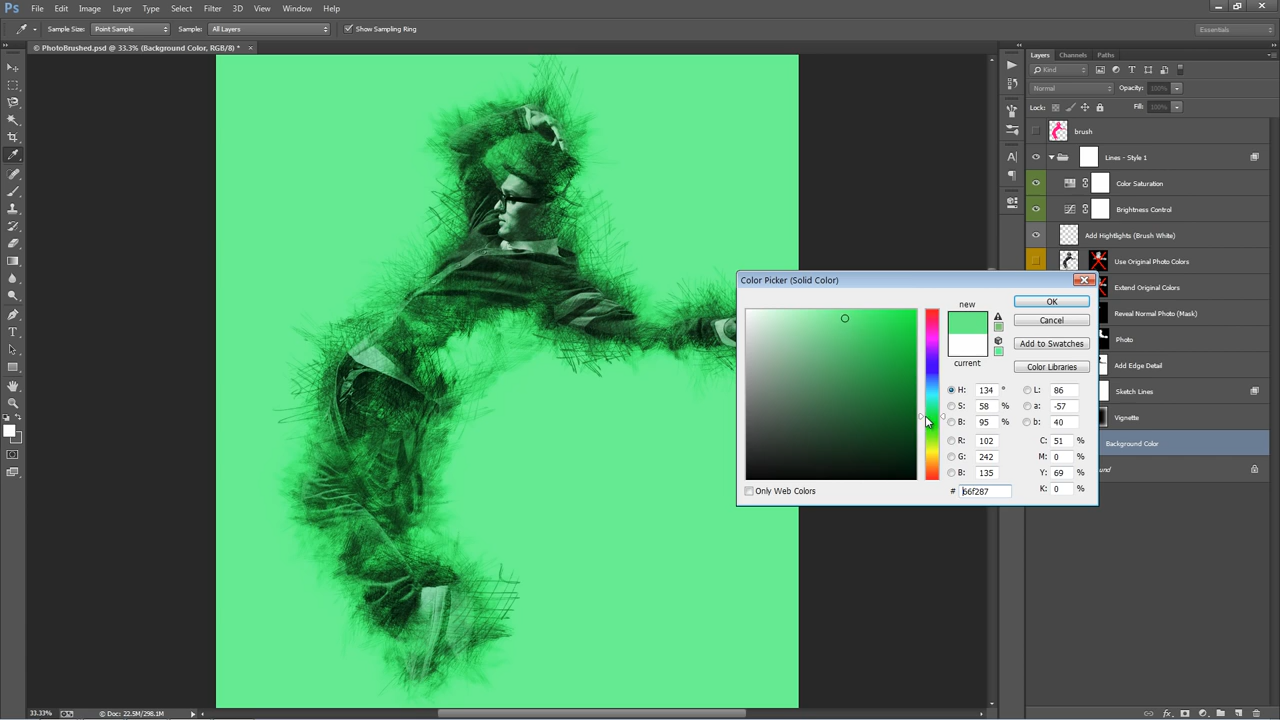 Ps File Edit Image Layer Type Select Filter 3D View Window Help
Sample Size: Point Sample Sample: All Layers Show Sampling Ring Essentials
© PhotoBrushed.psd @ 33.3% (Background Color, RGB/8) * ×
Layers Channels Paths
Kind
Normal Opacity: 100%
Lock: Fill: 100%
brush
Lines - Style 1
Color Saturation
Brightness Control
Add Hightlights (Brush White)
Use Original Photo Colors
Extend Original Colors
Reveal Normal Photo (Mask)
Photo
Add Edge Detail
Sketch Lines
Vignette
Background Color
Color Picker (Solid Color)
new
current
OK
Cancel
Add to Swatches
Color Libraries
H: 134 ° L: 86
S: 58 % a: -57
B: 95 % b: 40
R: 102 C: 51 %
G: 242 M: 0 %
B: 135 Y: 69 %
# 66f287 K: 0 %
Only Web Colors
33.33% © Doc: 22.5M/298.1M